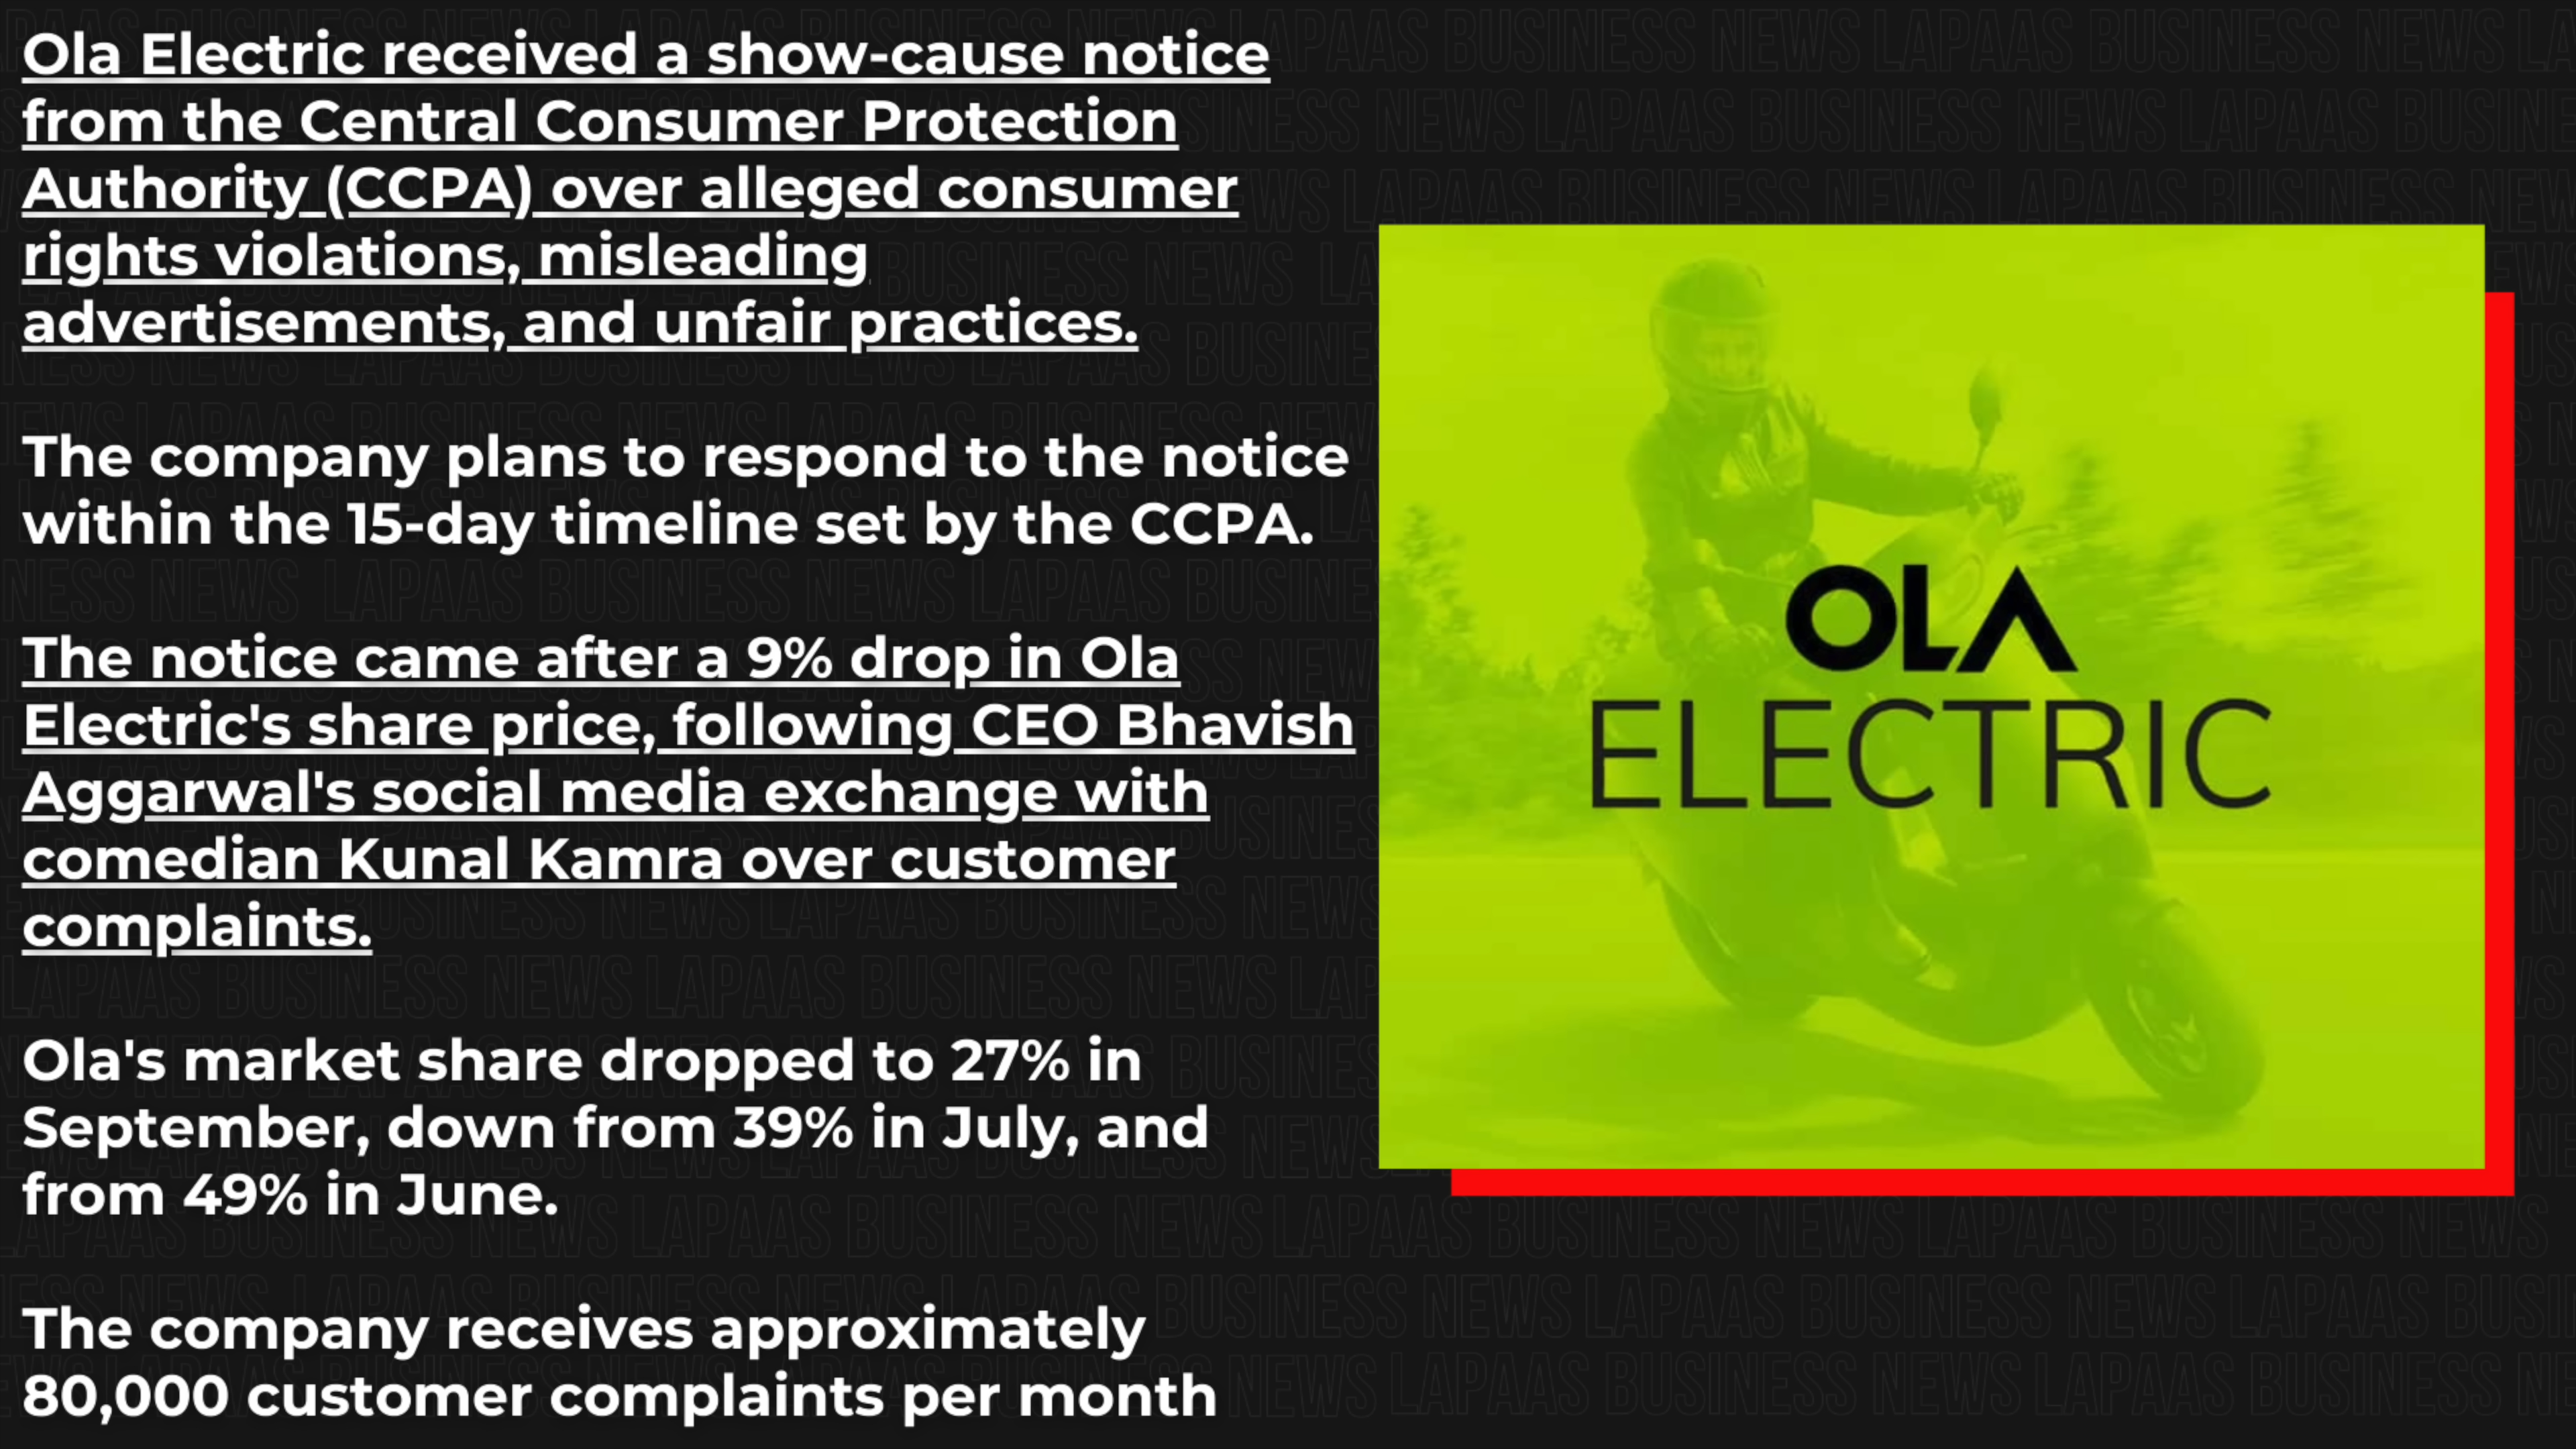 Ola Electric received a show-cause notice
from the Central Consumer Protection
Authority (CCPA) over alleged consumer
rights violations, misleading
advertisements, and unfair practices.
The company plans to respond to the notice
within the 15-day timeline set by the CCPA.
The notice came after a 9% drop in Ola
Electric's share price, following CEO Bhavish
Aggarwal's social media exchange with
comedian Kunal Kamra over customer
complaints.
Ola's market share dropped to 27% in
September, down from 39% in July, and
from 49% in June.
The company receives approximately
80,000 customer complaints per month
OLA
ELECTRIC
LAPAAS BUSINESS NEWS